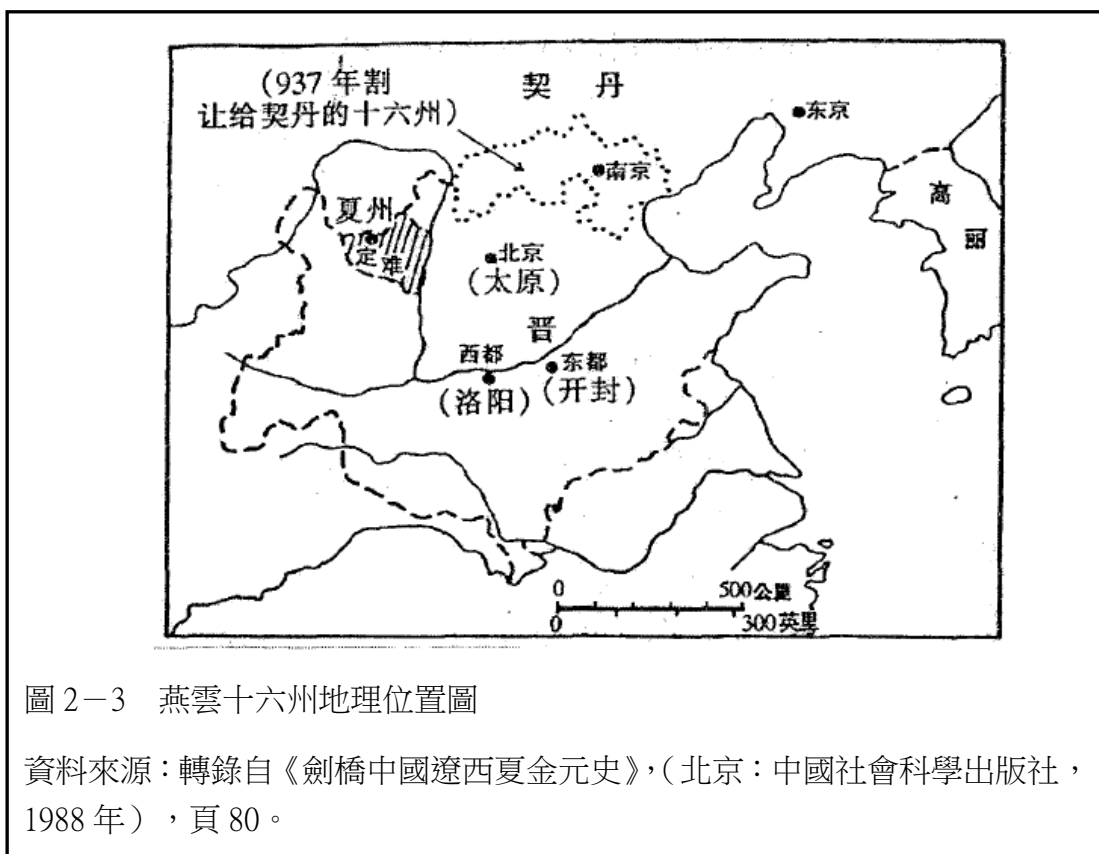 (937年割
让给契丹的十六州)
契 丹
东京
南京
高
丽
夏州
定难
北京
(太原)
晋
西都
东都
(洛阳)
(开封)
0 500公里
0 300英里
圖 2－3 燕雲十六州地理位置圖
資料來源：轉錄自《劍橋中國遼西夏金元史》，（北京：中國社會科學出版社，
1988 年），頁 80。